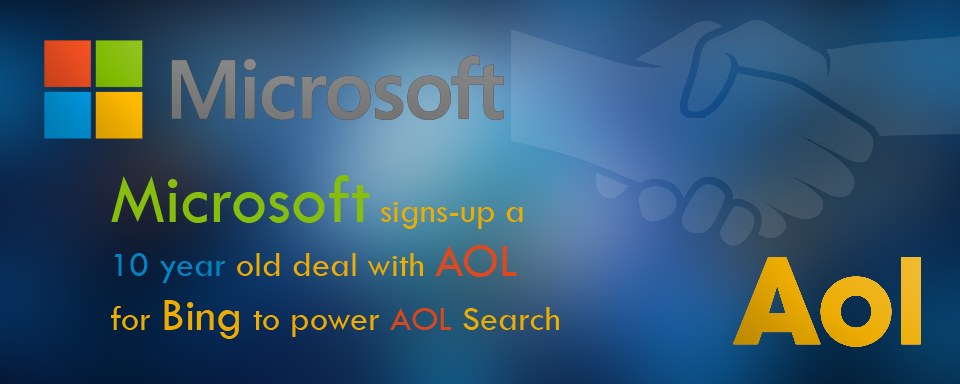 Microsoft
Microsoft signs-up a
10 year old deal with AOL
for Bing to power AOL Search
Aol